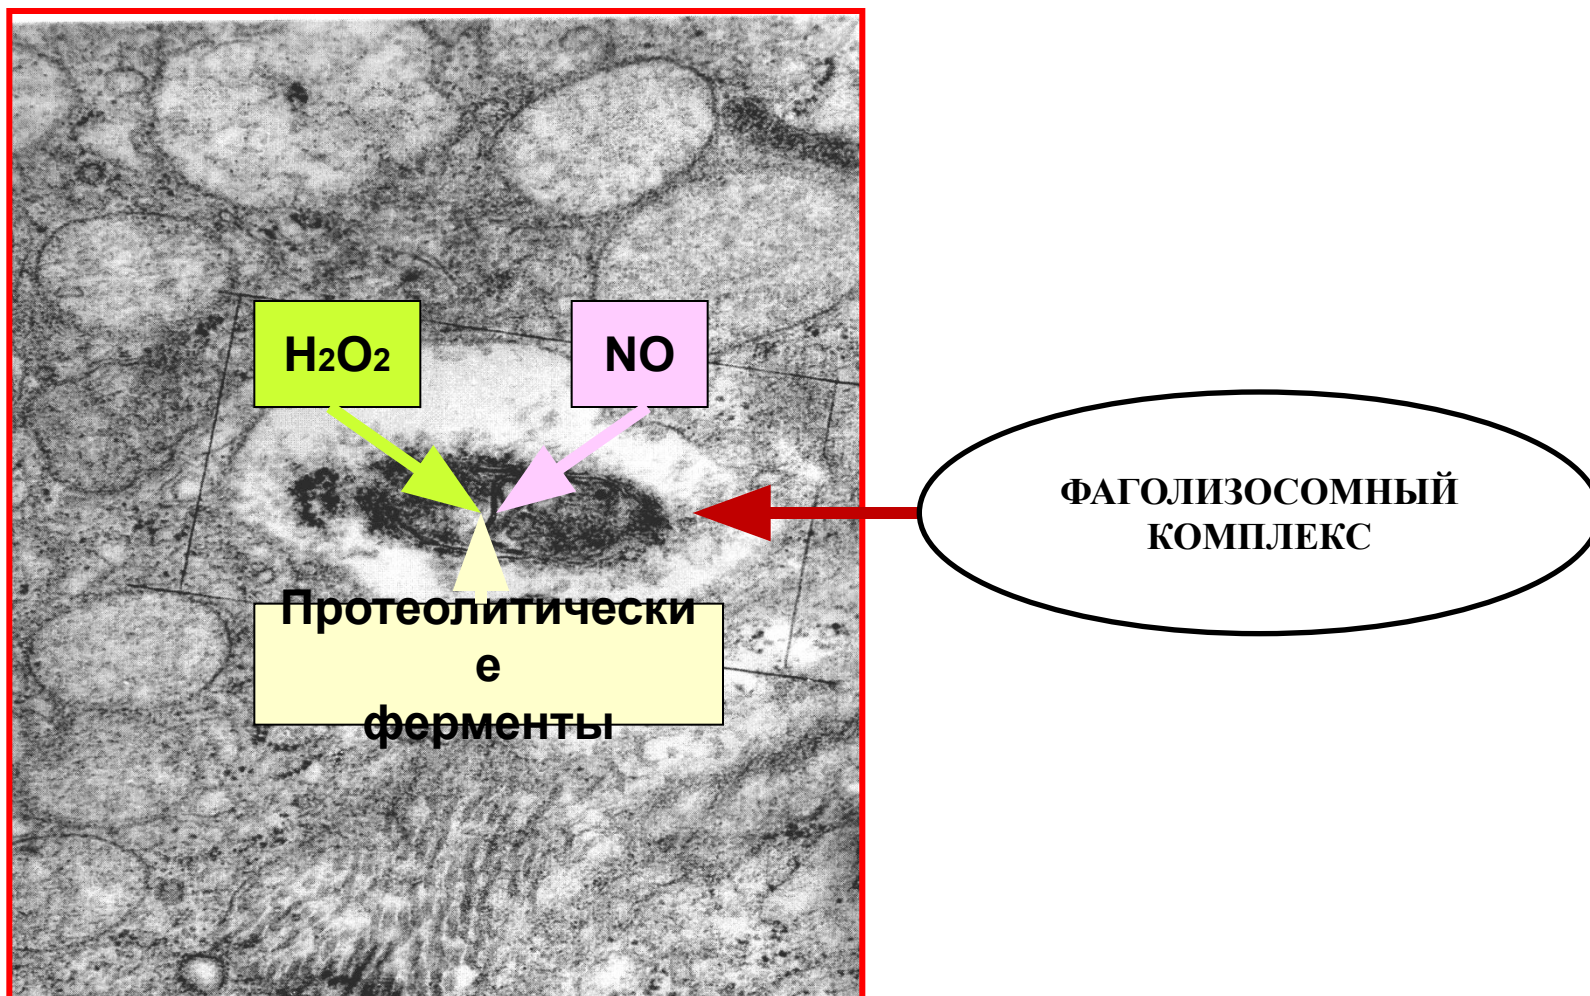 H2O2
NO
ФАГОЛИЗОСОМНЫЙ
КОМПЛЕКС
Протеолитически
е
ферменты